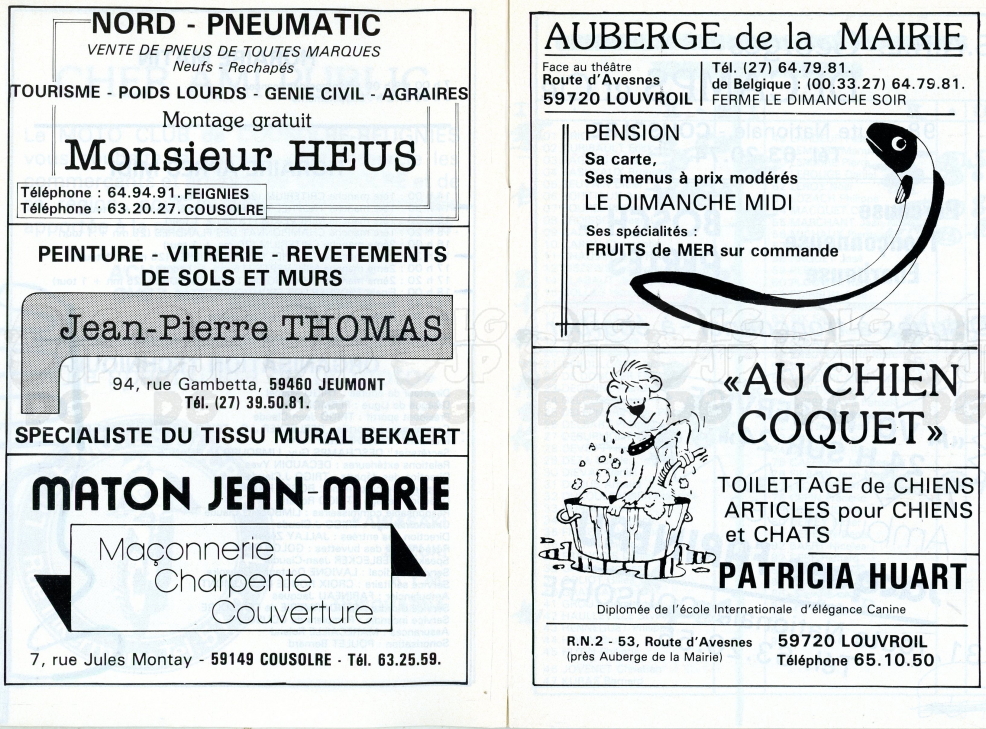 NORD - PNEUMATIC
VENTE DE PNEUS DE TOUTES MARQUES
Neufs - Rechapés
TOURISME - POIDS LOURDS - GENIE CIVIL - AGRAIRES
Montage gratuit
Monsieur HEUS
Téléphone : 64.94.91. FEIGNIES
Téléphone : 63.20.27. COUSOLRE
PEINTURE - VITRERIE - REVETEMENTS
DE SOLS ET MURS
Jean-Pierre THOMAS
94, rue Gambetta, 59460 JEUMONT
Tél. (27) 39.50.81.
SPECIALISTE DU TISSU MURAL BEKAERT
MATON JEAN-MARIE
Maçonnerie
Charpente
Couverture
7, rue Jules Montay - 59149 COUSOLRE - Tél. 63.25.59.
AUBERGE de la MAIRIE
Face au théâtre
Route d'Avesnes
59720 LOUVROIL
Tél. (27) 64.79.81.
de Belgique : (00.33.27) 64.79.81.
FERME LE DIMANCHE SOIR
PENSION
Sa carte,
Ses menus à prix modérés
LE DIMANCHE MIDI
Ses spécialités :
FRUITS de MER sur commande
«AU CHIEN
COQUET»
TOILETTAGE de CHIENS
ARTICLES pour CHIENS
et CHATS
PATRICIA HUART
Diplomée de l'école Internationale d'élégance Canine
R.N.2 - 53, Route d'Avesnes
(près Auberge de la Mairie)
59720 LOUVROIL
Téléphone 65.10.50